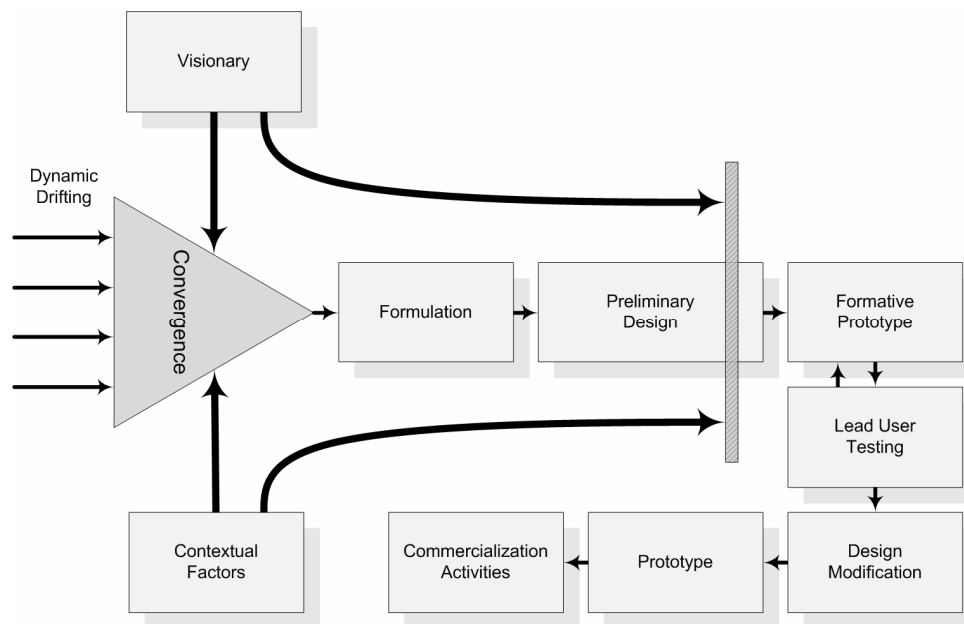 Visionary
Dynamic
Drifting
Convergence
Formulation
Preliminary
Design
Formative
Prototype
Lead User
Testing
Contextual
Factors
Commercialization
Activities
Prototype
Design
Modification